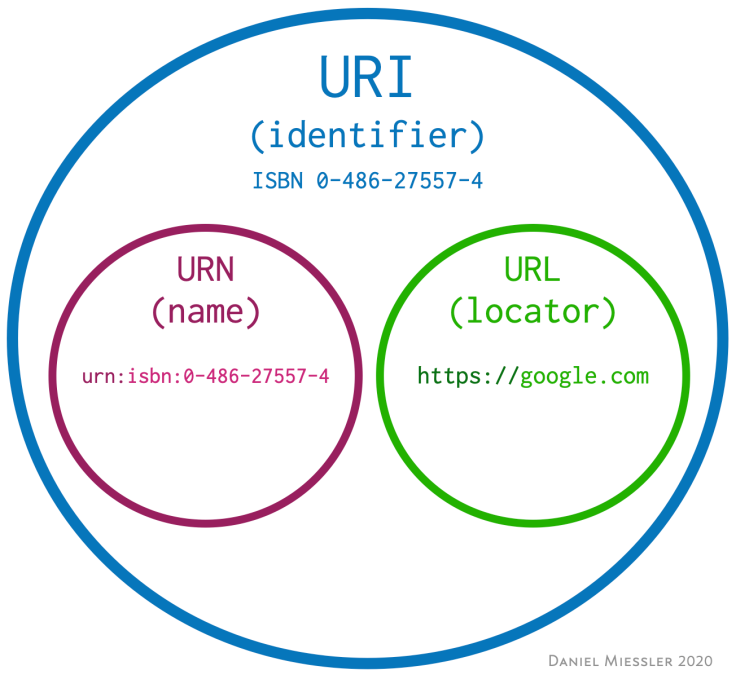 URI
(identifier)
ISBN 0-486-27557-4
URN
(name)
urn:isbn:0-486-27557-4
URL
(locator)
https://google.com
Daniel Miessler 2020